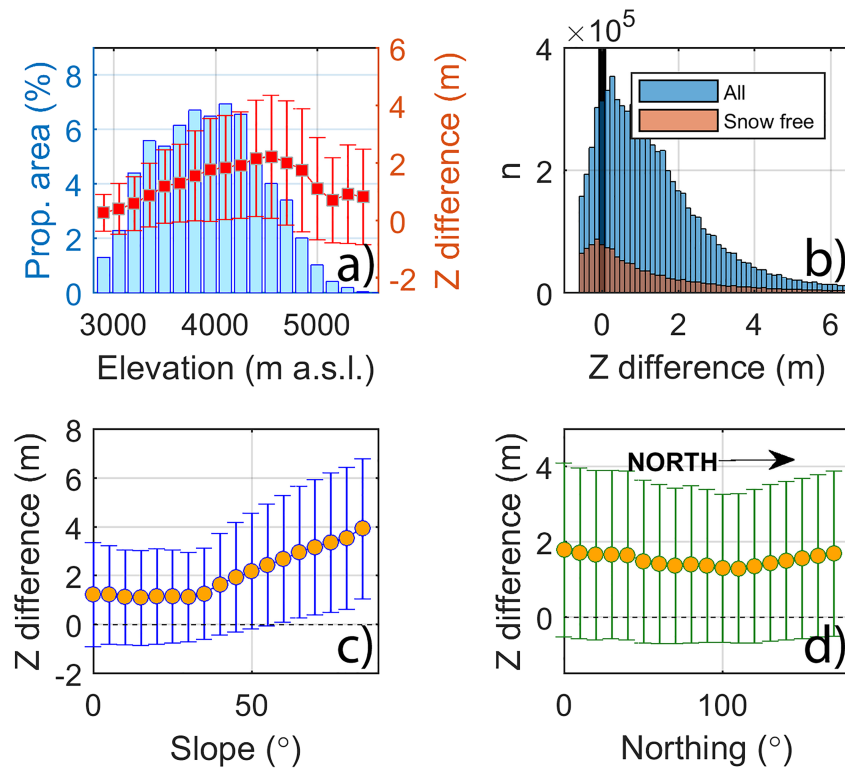 6
8
6
4
2
0
Prop. area (%)
4
2
0
-2
Z difference (m)
a)
3000 4000 5000
Elevation (m a.s.l.)
×10⁵
4
2
0
n
All
Snow free
b)
0 2 4 6
Z difference (m)
8
6
4
2
0
-2
Z difference (m)
c)
0 50
Slope (°)
4
2
0
Z difference (m)
NORTH
d)
0 100
Northing (°)